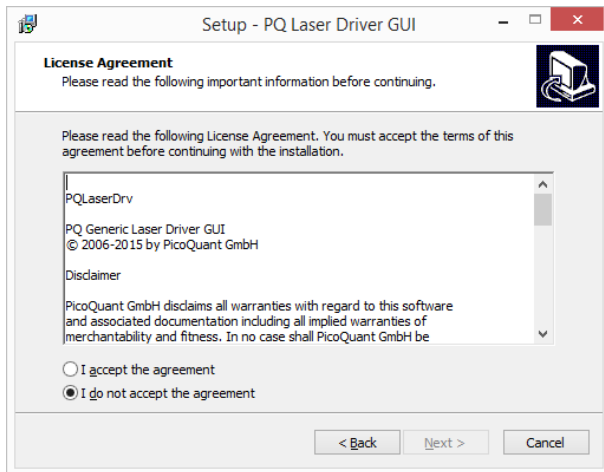 Setup - PQ Laser Driver GUI
License Agreement
Please read the following important information before continuing.
Please read the following License Agreement. You must accept the terms of this
agreement before continuing with the installation.
PQLaserDrv
PQ Generic Laser Driver GUI
© 2006-2015 by PicoQuant GmbH
Disclaimer
PicoQuant GmbH disclaims all warranties with regard to this software
and associated documentation including all implied warranties of
merchantability and fitness. In no case shall PicoQuant GmbH be
I accept the agreement
I do not accept the agreement
< Back Next > Cancel